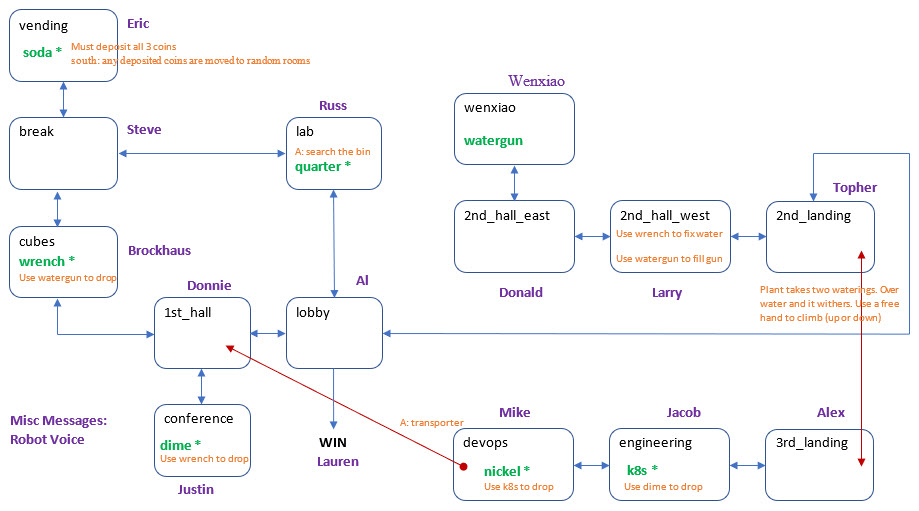 vending
Eric
soda *
Must deposit all 3 coins
south: any deposited coins are moved to random rooms
Wenxiao
wenxiao
watergun
Russ
break
Steve
lab
A: search the bin
quarter *
Topher
2nd_hall_east
2nd_hall_west
Use wrench to fix water
Use watergun to fill gun
2nd_landing
cubes
wrench *
Use watergun to drop
Brockhaus
Donnie
Al
Donald
Larry
Plant takes two waterings. Over
water and it withers. Use a free
hand to climb (up or down)
1st_hall
lobby
Misc Messages:
Robot Voice
conference
dime *
Use wrench to drop
Justin
WIN
Lauren
A: transporter
Mike
Jacob
Alex
devops
nickel *
Use k8s to drop
engineering
k8s *
Use dime to drop
3rd_landing